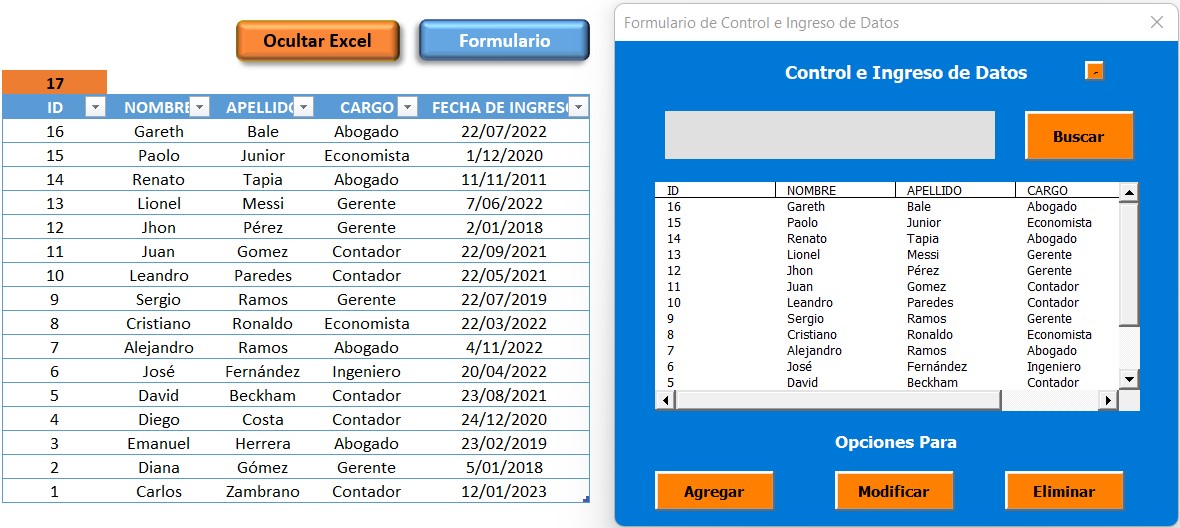 Ocultar Excel Formulario
17
ID NOMBRE APELLIDO CARGO FECHA DE INGRESO
16 Gareth Bale Abogado 22/07/2022
15 Paolo Junior Economista 1/12/2020
14 Renato Tapia Abogado 11/11/2011
13 Lionel Messi Gerente 7/06/2022
12 Jhon Pérez Gerente 2/01/2018
11 Juan Gomez Contador 22/09/2021
10 Leandro Paredes Contador 22/05/2021
9 Sergio Ramos Gerente 22/07/2019
8 Cristiano Ronaldo Economista 22/03/2022
7 Alejandro Ramos Abogado 4/11/2022
6 José Fernández Ingeniero 20/04/2022
5 David Beckham Contador 23/08/2021
4 Diego Costa Contador 24/12/2020
3 Emanuel Herrera Abogado 23/02/2019
2 Diana Gómez Gerente 5/01/2018
1 Carlos Zambrano Contador 12/01/2023
Formulario de Control e Ingreso de Datos
Control e Ingreso de Datos -
Buscar
ID NOMBRE APELLIDO CARGO
16 Gareth Bale Abogado
15 Paolo Junior Economista
14 Renato Tapia Abogado
13 Lionel Messi Gerente
12 Jhon Pérez Gerente
11 Juan Gomez Contador
10 Leandro Paredes Contador
9 Sergio Ramos Gerente
8 Cristiano Ronaldo Economista
7 Alejandro Ramos Abogado
6 José Fernández Ingeniero
5 David Beckham Contador
Opciones Para
Agregar Modificar Eliminar